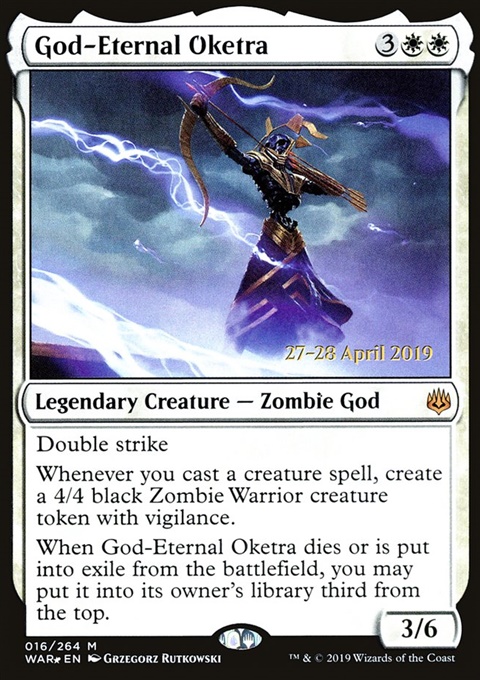 God-Eternal Oketra 3
27–28 April 2019
Legendary Creature — Zombie God
Double strike
Whenever you cast a creature spell, create
a 4/4 black Zombie Warrior creature
token with vigilance.
When God-Eternal Oketra dies or is put
into exile from the battlefield, you may
put it into its owner's library third from
the top.
3/6
016/264 M
WAR EN Grzegorz Rutkowski
™ & © 2019 Wizards of the Coast